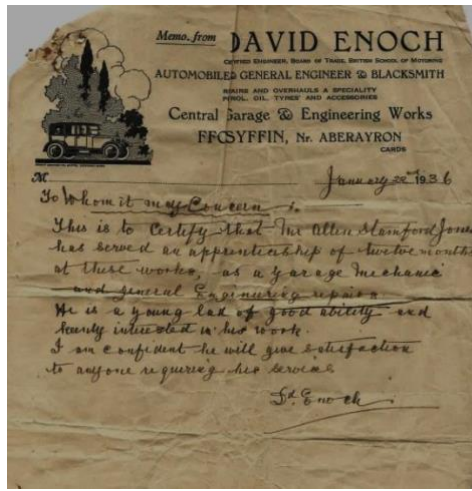 Memo. from DAVID ENOCH
CERTIFIED ENGINEER, BOARD OF TRADE, BRITISH SCHOOL OF MOTORING
AUTOMOBILE & GENERAL ENGINEER & BLACKSMITH
REPAIRS AND OVERHAULS A SPECIALITY
PETROL, OIL, TYRES AND ACCESSORIES
Central Garage & Engineering Works
FFOSYFFIN, Nr. ABERAYRON
CARDS
M
January 22nd 1936
To Whom it may Concern :
This is to Certify that Mr Allen Stamford Jones
has served an apprenticeship of twelve months
at these works, as a garage mechanic
and general Engineering repairs
He is a young lad of good ability and
keenly interested in his work.
I am confident he will give satisfaction
to anyone requiring his services
Enoch